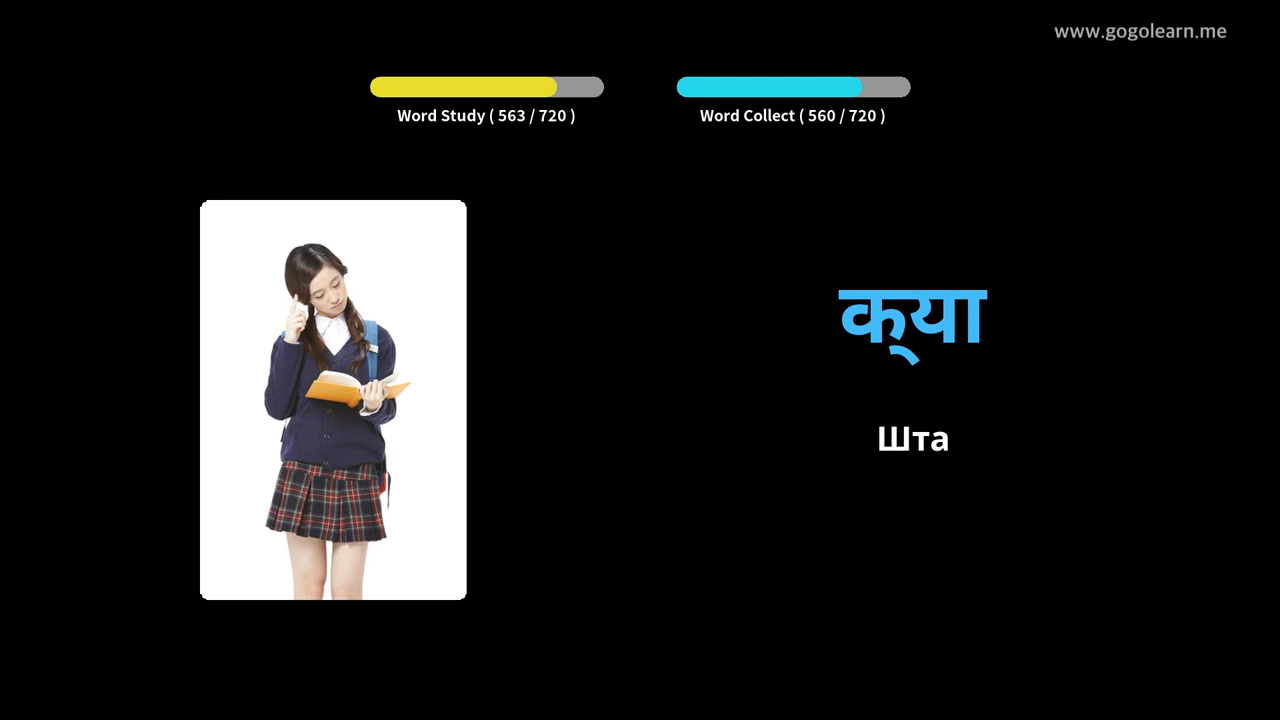 www.gogolearn.me
Word Study ( 563 / 720 )
Word Collect ( 560 / 720 )
क्‌या
Шта